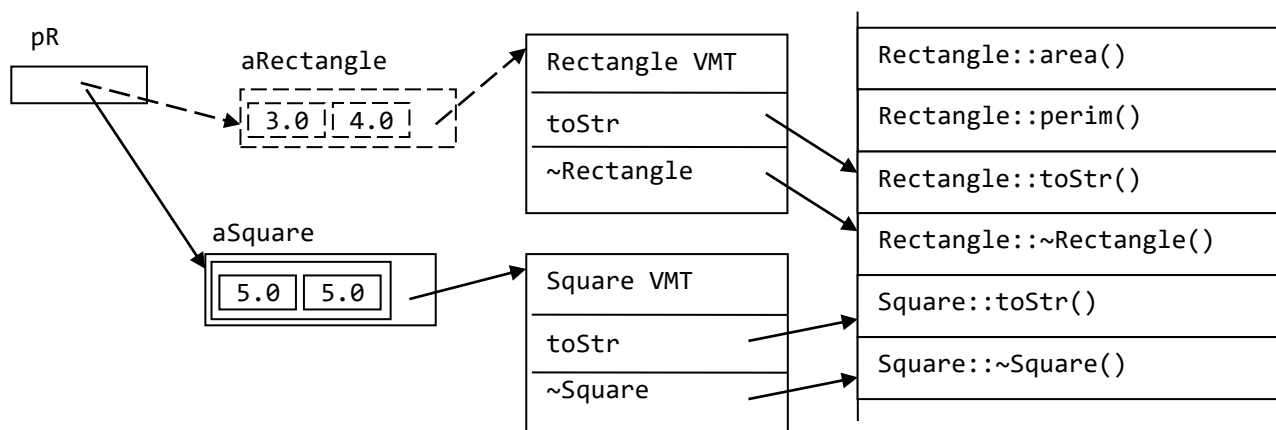 pR
aRectangle
3.0 4.0
Rectangle VMT
toStr
~Rectangle
aSquare
5.0 5.0
Square VMT
toStr
~Square
Rectangle::area()
Rectangle::perim()
Rectangle::toStr()
Rectangle::~Rectangle()
Square::toStr()
Square::~Square()